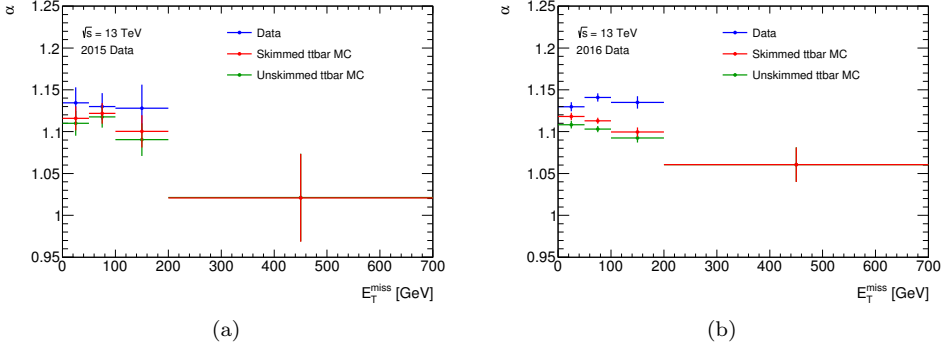 α
1.25
1.2
1.15
1.1
1.05
1
0.95
√s = 13 TeV
2015 Data
Data
Skimmed ttbar MC
Unskimmed ttbar MC
0 100 200 300 400 500 600 700
E_T^miss [GeV]
(a)
α
1.25
1.2
1.15
1.1
1.05
1
0.95
√s = 13 TeV
2016 Data
Data
Skimmed ttbar MC
Unskimmed ttbar MC
0 100 200 300 400 500 600 700
E_T^miss [GeV]
(b)